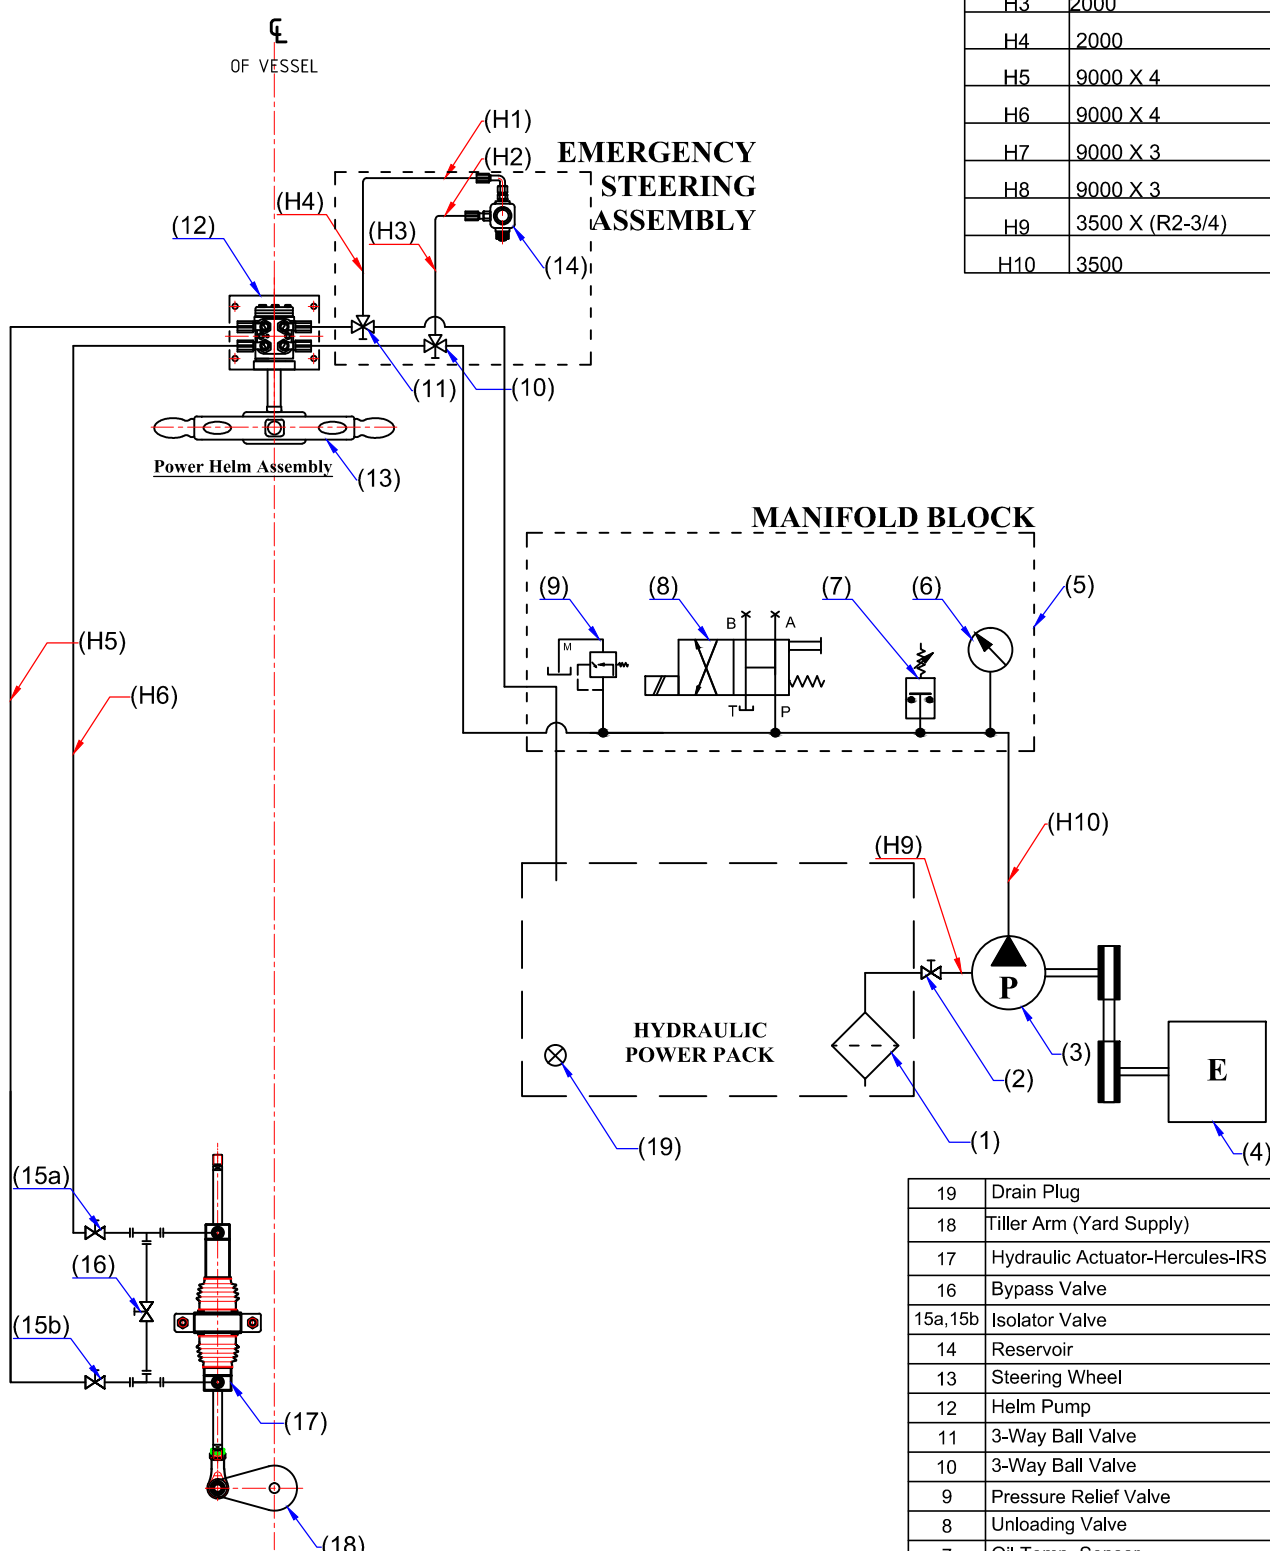 ℄
OF VESSEL
H3 2000
H4 2000
H5 9000 X 4
H6 9000 X 4
H7 9000 X 3
H8 9000 X 3
H9 3500 X (R2-3/4)
H10 3500
(H1)
(H2)
EMERGENCY
STEERING
ASSEMBLY
(H4)
(H3)
(12)
(14)
(11)
(10)
Power Helm Assembly
(13)
MANIFOLD BLOCK
(9)
(8)
(7)
(6)
(5)
B
A
M
T
P
(H5)
(H6)
(H10)
(H9)
P
HYDRAULIC
POWER PACK
(3)
(2)
E
(1)
(19)
(4)
(15a)
(16)
(15b)
(17)
(18)
19 Drain Plug
18 Tiller Arm (Yard Supply)
17 Hydraulic Actuator-Hercules-IRS
16 Bypass Valve
15a,15b Isolator Valve
14 Reservoir
13 Steering Wheel
12 Helm Pump
11 3-Way Ball Valve
10 3-Way Ball Valve
9 Pressure Relief Valve
8 Unloading Valve
7 Oil Temp. Sensor